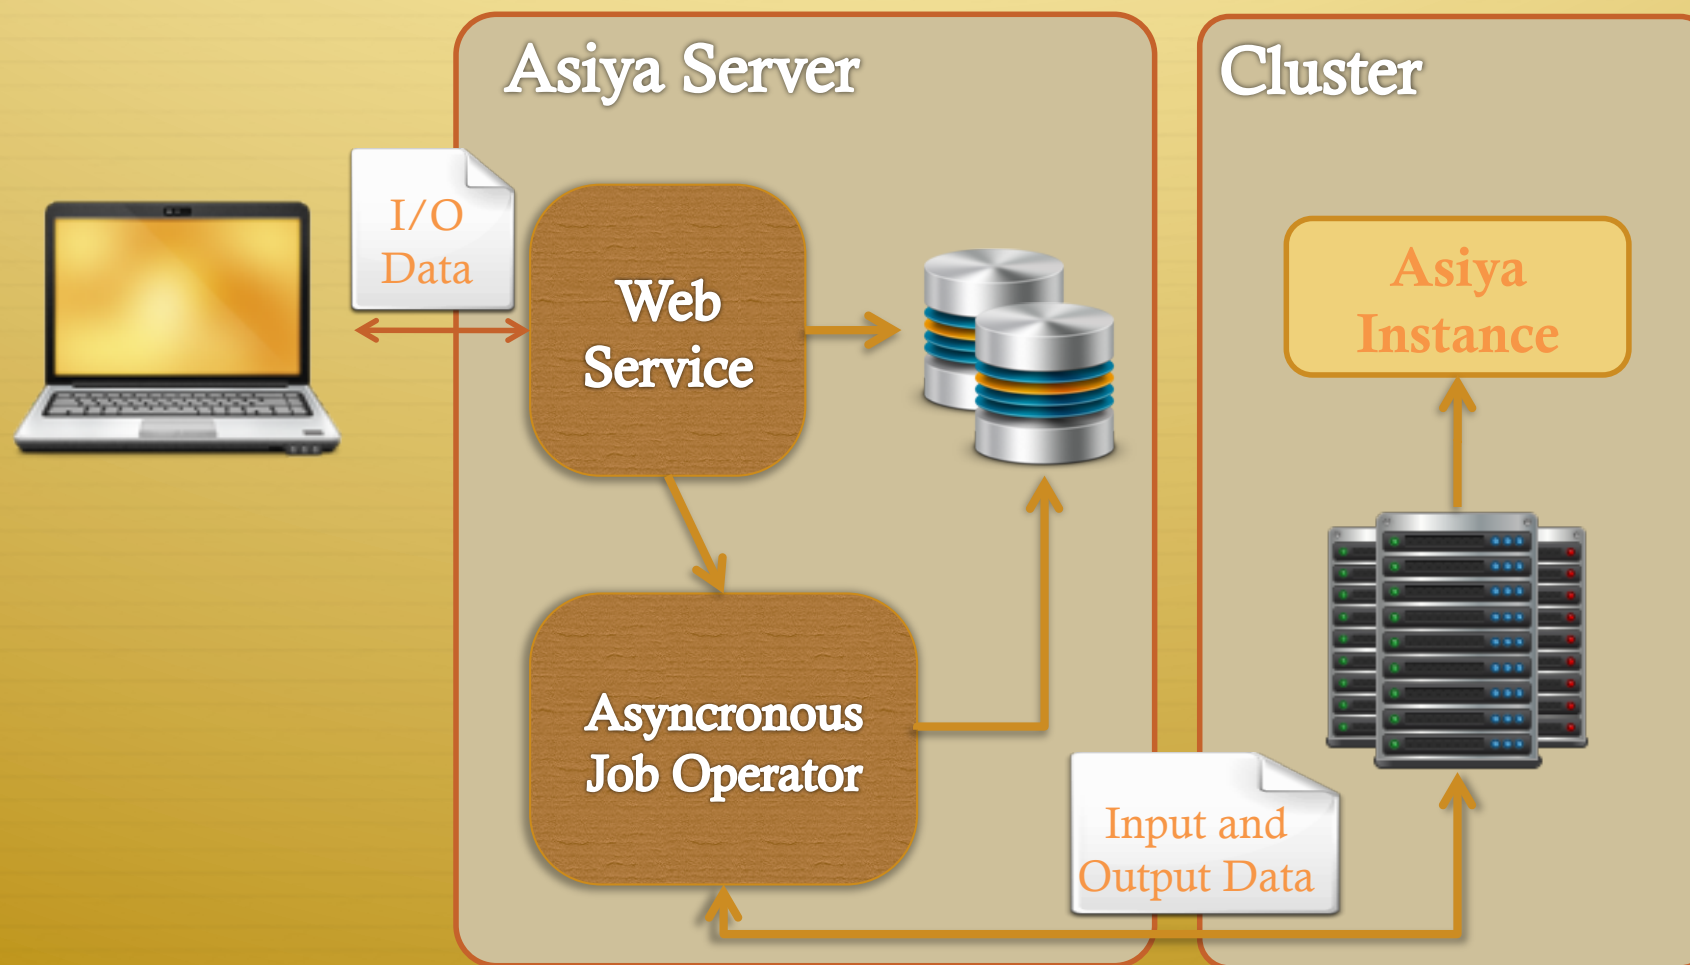 Asiya Server
Cluster
I/O
Data
Web
Service
Asiya
Instance
Asyncronous
Job Operator
Input and
Output Data